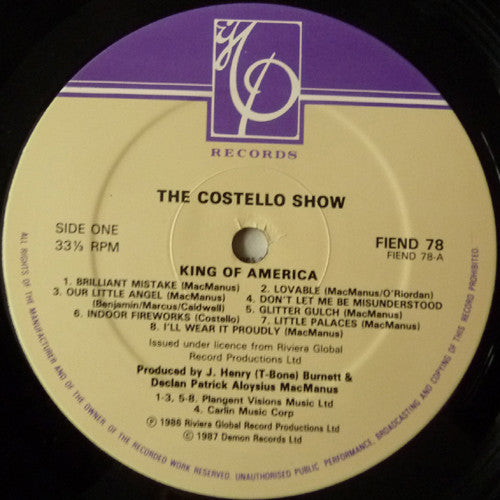 RECORDS
THE COSTELLO SHOW
SIDE ONE
33⅓ RPM
FIEND 78
FIEND 78-A
KING OF AMERICA
1. BRILLIANT MISTAKE (MacManus) 2. LOVABLE (MacManus/O'Riordan)
3. OUR LITTLE ANGEL (MacManus) 4. DON'T LET ME BE MISUNDERSTOOD
(Benjamin/Marcus/Caldwell) 5. GLITTER GULCH (MacManus)
6. INDOOR FIREWORKS (Costello) 7. LITTLE PALACES (MacManus)
8. I'LL WEAR IT PROUDLY (MacManus)
Issued under licence from Riviera Global
Record Productions Ltd
Produced by J. Henry (T-Bone) Burnett &
Declan Patrick Aloysius MacManus
1-3, 5-8. Plangent Visions Music Ltd
4. Carlin Music Corp
℗ 1986 Riviera Global Record Productions Ltd
© 1987 Demon Records Ltd
ALL RIGHTS OF THE MANUFACTURER AND OF THE OWNER OF THE RECORDED WORK RESERVED. UNAUTHORISED PUBLIC PERFORMANCE, BROADCASTING AND COPYING OF THIS RECORD PROHIBITED.